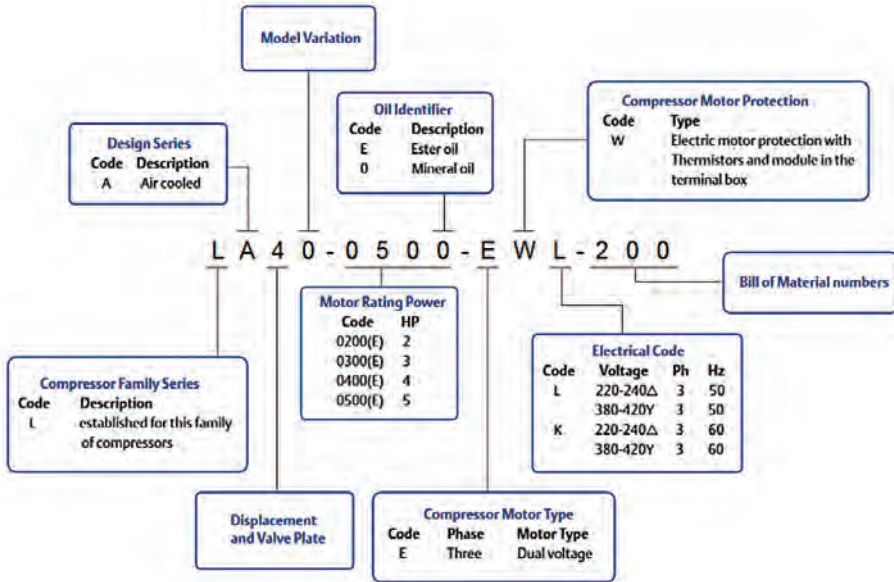 Model Variation
Oil Identifier
Code Description
E Ester oil
0 Mineral oil
Compressor Motor Protection
Code Type
W Electric motor protection with
Thermistors and module in the
terminal box
Design Series
Code Description
A Air cooled
L A 4 0 - 0 5 0 0 - E W L - 2 0 0
Bill of Material numbers
Motor Rating Power
Code HP
0200(E) 2
0300(E) 3
0400(E) 4
0500(E) 5
Electrical Code
Code Voltage Ph Hz
L 220-240Δ 3 50
380-420Y 3 50
K 220-240Δ 3 60
380-420Y 3 60
Compressor Family Series
Code Description
L established for this family
of compressors
Displacement
and Valve Plate
Compressor Motor Type
Code Phase Motor Type
E Three Dual voltage